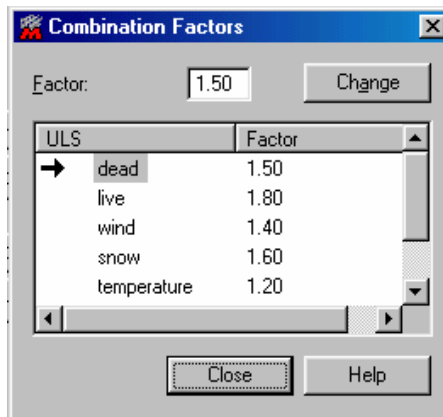 Combination Factors
Factor: 1.50 Change
ULS Factor
dead 1.50
live 1.80
wind 1.40
snow 1.60
temperature 1.20
Close Help